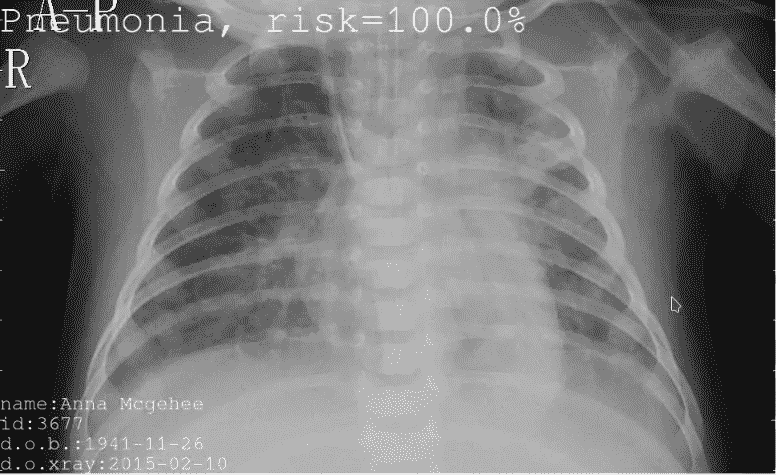 A-P
Pneumonia, risk=100.0%
R
name:Anna Mcgehee
id:3677
d.o.b.:1941-11-26
d.o.xray:2015-02-10